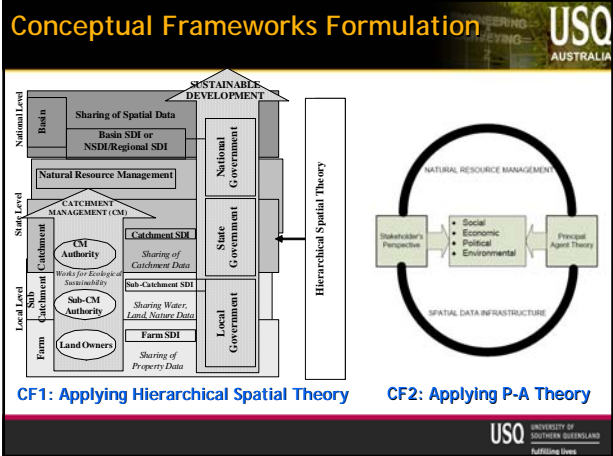 Conceptual Frameworks Formulation
USQ
AUSTRALIA
SUSTAINABLE
DEVELOPMENT
National Level
Basin
Sharing of Spatial Data
Basin SDI or
NSDI/Regional SDI
National
Government
State Level
Natural Resource Management
CATCHMENT
MANAGEMENT (CM)
Catchment
CM
Authority
Works for Ecological
Sustainability
Catchment SDI
Sharing of
Catchment Data
State
Government
Local Level
Sub
Catchment
Sub-CM
Authority
Sub-Catchment SDI
Sharing Water,
Land, Nature Data
Local
Government
Farm
Land Owners
Farm SDI
Sharing of
Property Data
Hierarchical Spatial Theory
NATURAL RESOURCE MANAGEMENT
Stakeholder's
Perspective
• Social
• Economic
• Political
• Environmental
Principal
Agent Theory
SPATIAL DATA INFRASTRUCTURE
CF1: Applying Hierarchical Spatial Theory
CF2: Applying P-A Theory
USQ
UNIVERSITY OF
SOUTHERN QUEENSLAND
fulfilling lives